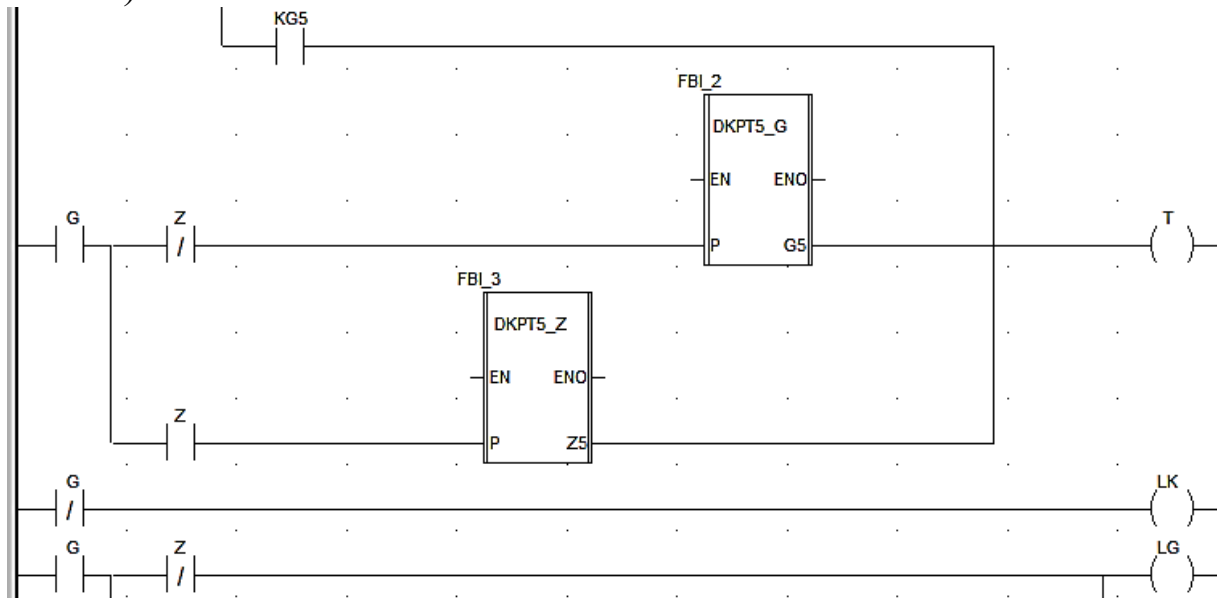 )
KG5
FBI_2
DKPT5_G
EN ENO
G Z T
P G5
FBI_3
DKPT5_Z
EN ENO
Z
P Z5
G LK
G Z LG